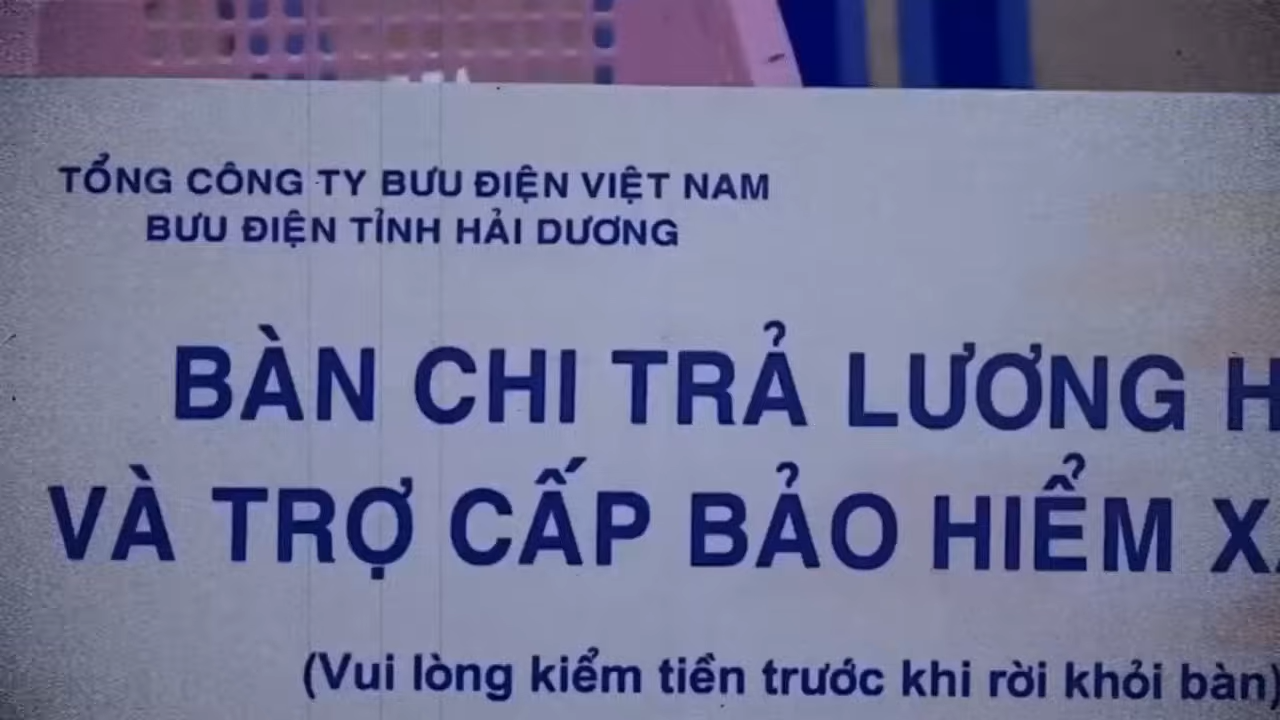 TỔNG CÔNG TY BƯU ĐIỆN VIỆT NAM
BƯU ĐIỆN TỈNH HẢI DƯƠNG
BÀN CHI TRẢ LƯƠNG H
VÀ TRỢ CẤP BẢO HIỂM X
(Vui lòng kiểm tiền trước khi rời khỏi bàn)